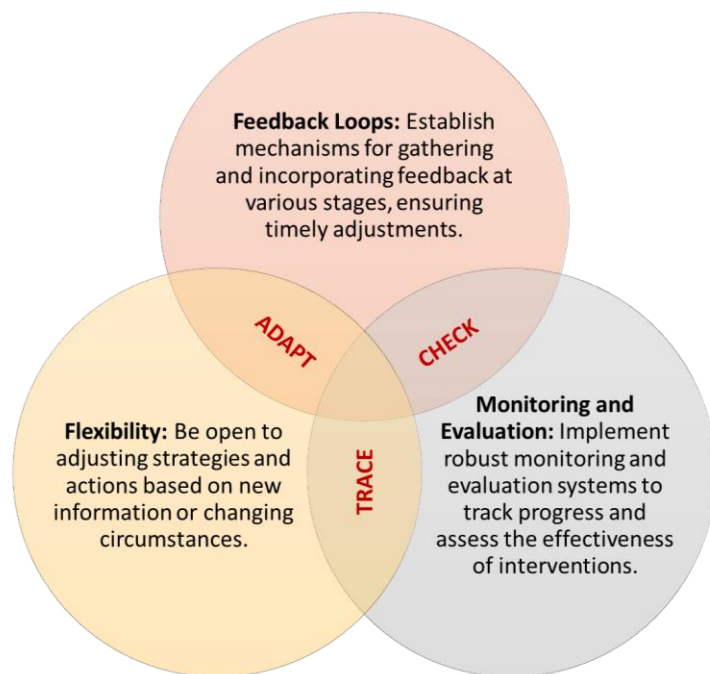 Feedback Loops: Establish
mechanisms for gathering
and incorporating feedback at
various stages, ensuring
timely adjustments.
ADAPT
CHECK
Flexibility: Be open to
adjusting strategies and
actions based on new
information or changing
circumstances.
TRACE
Monitoring and
Evaluation: Implement
robust monitoring and
evaluation systems to
track progress and
assess the effectiveness
of interventions.